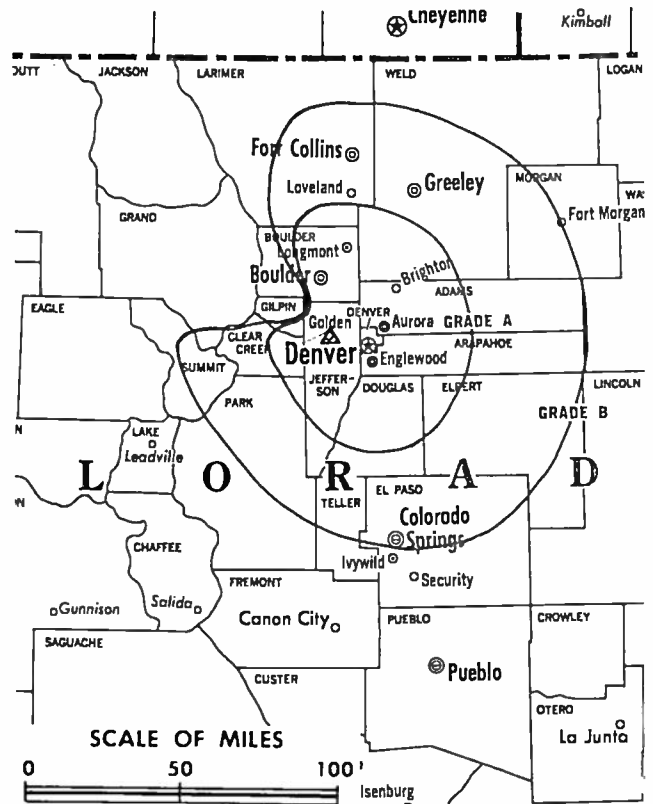 Cheyenne
Kimball
OUTT
JACKSON
LARIMER
WELD
LOGAN
Fort Collins
Loveland
Greeley
MORGAN
WA
Fort Morgan
GRAND
BOULDER
Longmont
Boulder
Brighton
ADAMS
EAGLE
GILPIN
CLEAR
CREEK
Golden
DENVER
Aurora
GRADE A
ARAPAHOE
Denver
Englewood
SUMMIT
JEFFER-
SON
DOUGLAS
ELBERT
LINCOLN
PARK
GRADE B
N
LAKE
Leadville
L O R A D
ON
TELLER
EL PASO
Colorado
Springs
CHAFFEE
Ivywild
Security
FREMONT
Gunnison
Salida
Canon City
PUEBLO
CROWLEY
SAGUACHE
CUSTER
Pueblo
OTERO
La Junta
SCALE OF MILES
0 50 100
Isenburg